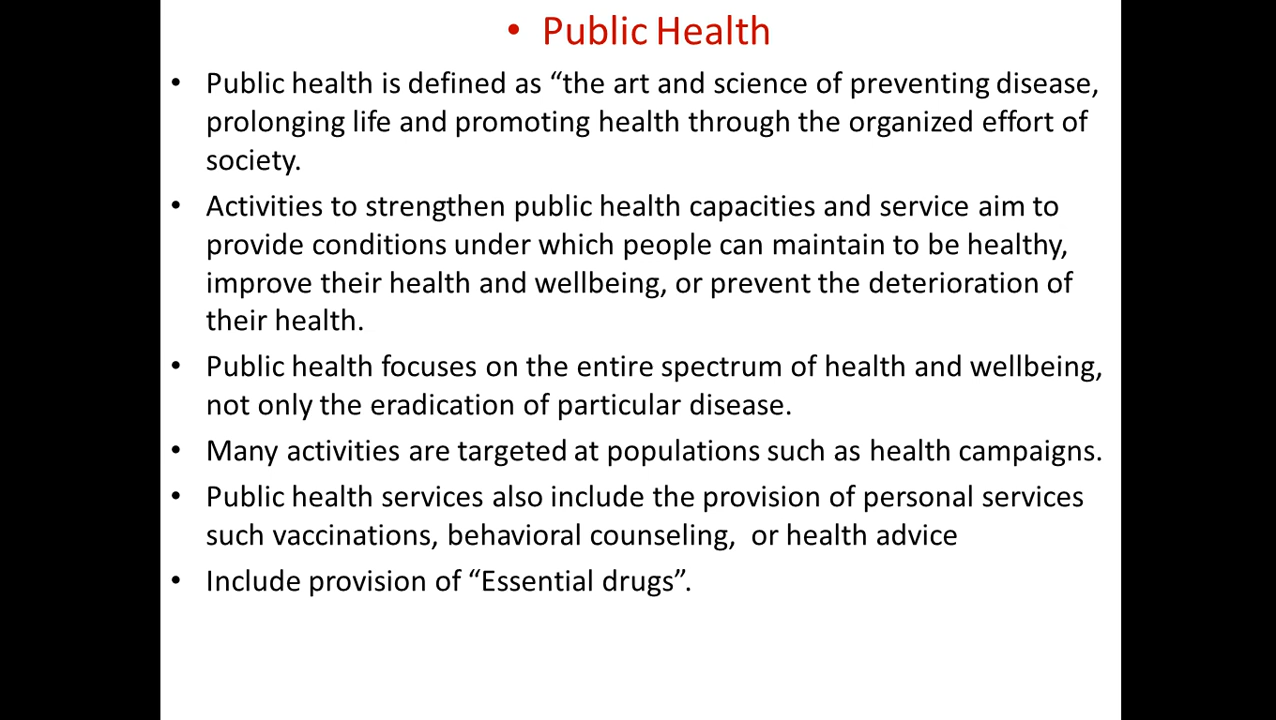 • Public Health
• Public health is defined as “the art and science of preventing disease,
prolonging life and promoting health through the organized effort of
society.
• Activities to strengthen public health capacities and service aim to
provide conditions under which people can maintain to be healthy,
improve their health and wellbeing, or prevent the deterioration of
their health.
• Public health focuses on the entire spectrum of health and wellbeing,
not only the eradication of particular disease.
• Many activities are targeted at populations such as health campaigns.
• Public health services also include the provision of personal services
such vaccinations, behavioral counseling,  or health advice
• Include provision of “Essential drugs”.